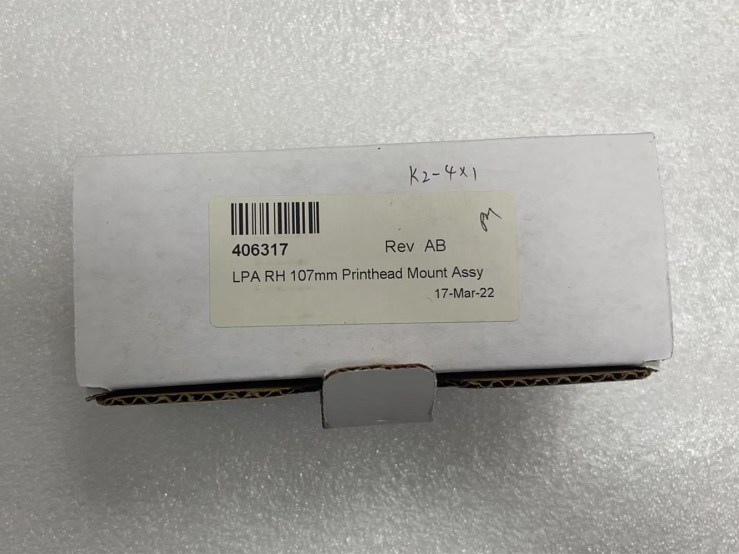 K2-4x1
406317 Rev AB
LPA RH 107mm Printhead Mount Assy
17-Mar-22